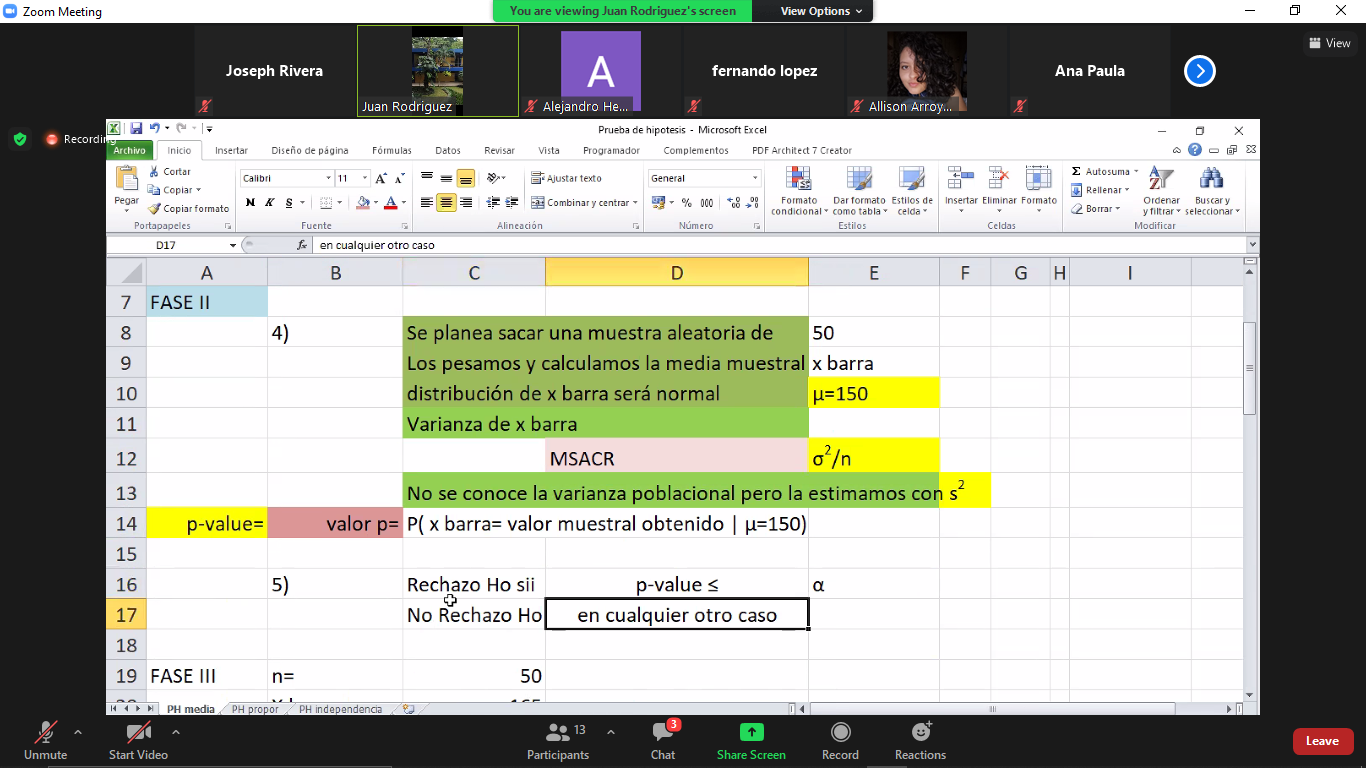 Zoom Meeting
You are viewing Juan Rodriguez's screen
View Options
Joseph Rivera
Juan Rodriguez
A
Alejandro He...
fernando lopez
Allison Arroy...
Ana Paula
View
Recording
Prueba de hipotesis - Microsoft Excel
Archivo Inicio Insertar Diseño de página Fórmulas Datos Revisar Vista Programador Complementos PDF Architect 7 Creator
Pegar
Cortar
Copiar
Copiar formato
Portapapeles
Calibri 11
N K S
Fuente
Ajustar texto
Combinar y centrar
Alineación
General
% 000
Número
Formato condicional
Dar formato como tabla
Estilos de celda
Estilos
Insertar Eliminar Formato
Celdas
Σ Autosuma
Rellenar
Borrar
Ordenar y filtrar
Buscar y seleccionar
Modificar
D17 fx en cualquier otro caso
A B C D E F G H I
7 FASE II
8 4) Se planea sacar una muestra aleatoria de 50
9 Los pesamos y calculamos la media muestral x barra
10 distribución de x barra será normal μ=150
11 Varianza de x barra
12 MSACR σ²/n
13 No se conoce la varianza poblacional pero la estimamos con s²
14 p-value= valor p= P( x barra= valor muestral obtenido | μ=150)
15
16 5) Rechazo Ho sii p-value ≤ α
17 No Rechazo Ho en cualquier otro caso
18
19 FASE III n= 50
PH media PH propor PH independencia
Unmute
Start Video
Participants 13
Chat 3
Share Screen
Record
Reactions
Leave